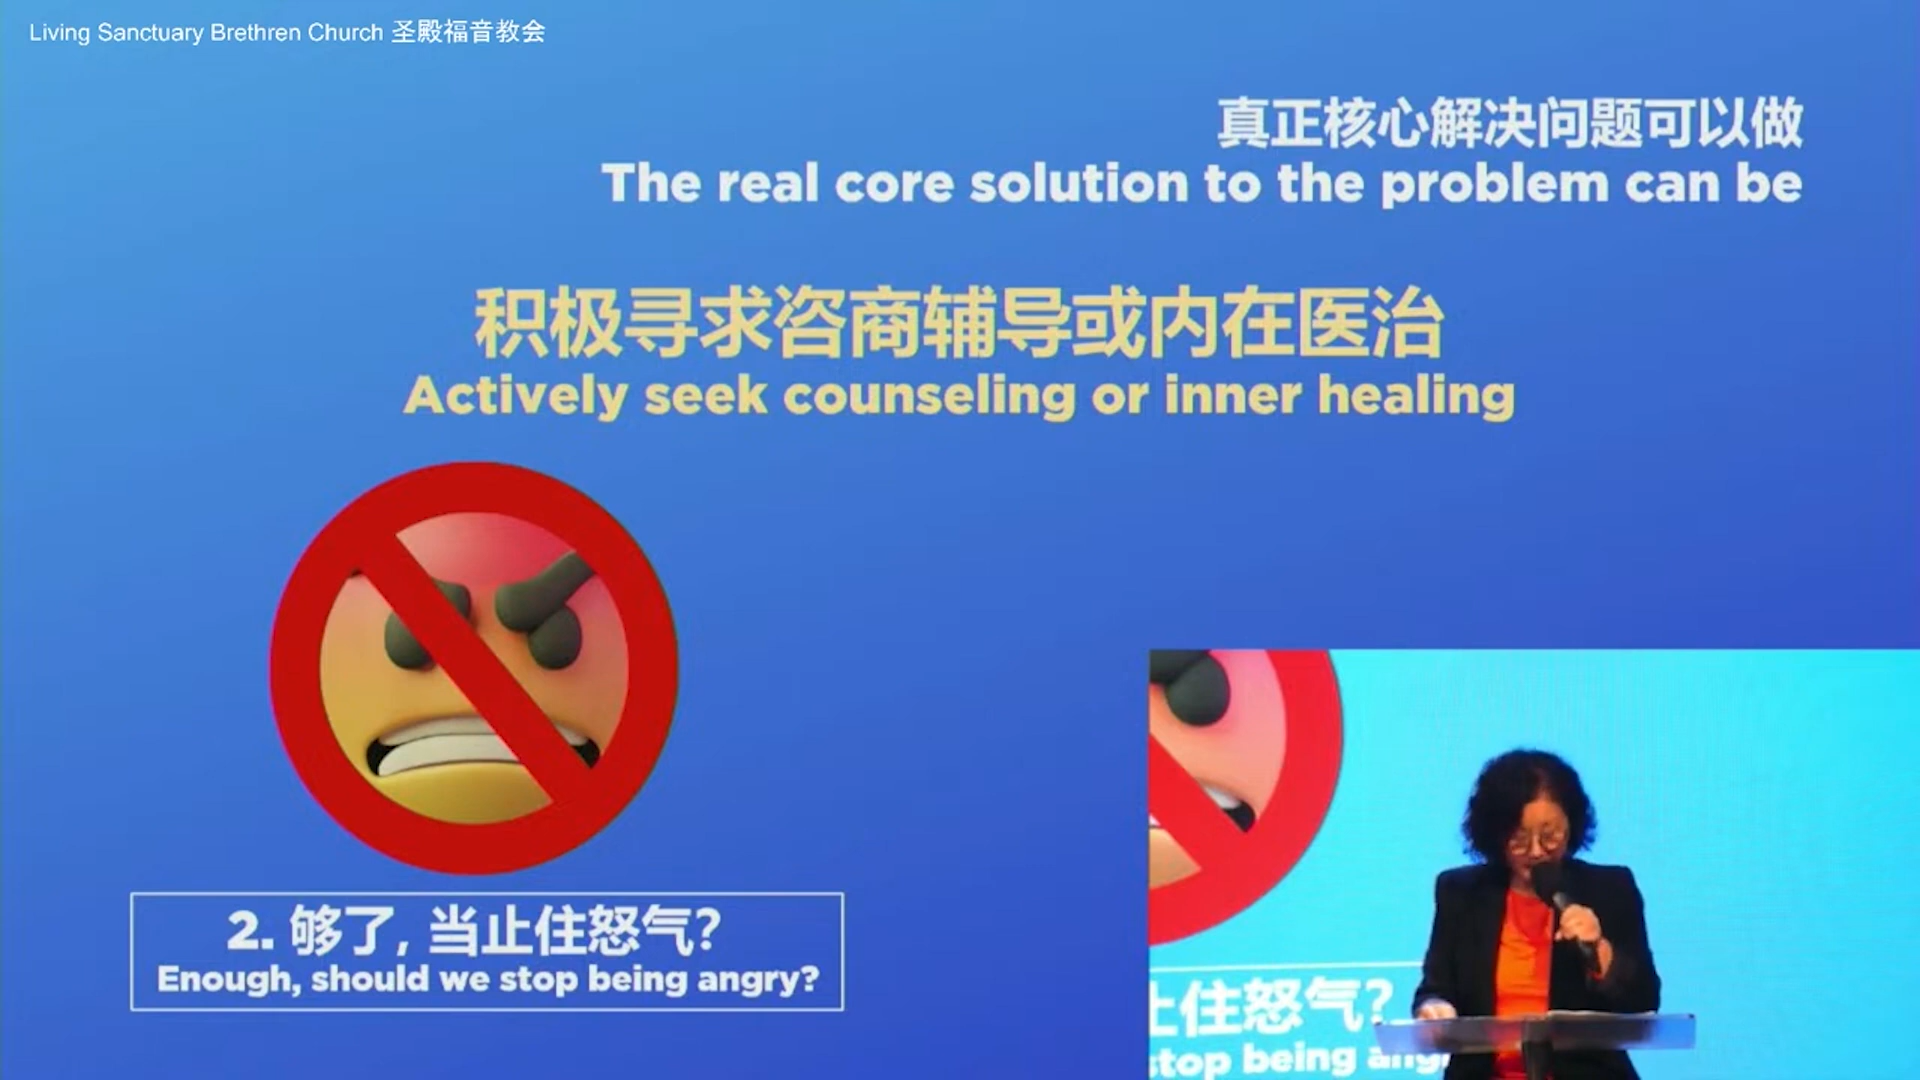 Living Sanctuary Brethren Church 圣殿福音教会
真正核心解决问题可以做
The real core solution to the problem can be
积极寻求咨商辅导或内在医治
Actively seek counseling or inner healing
2. 够了, 当止住怒气?
Enough, should we stop being angry?
止住怒气?
stop being angr